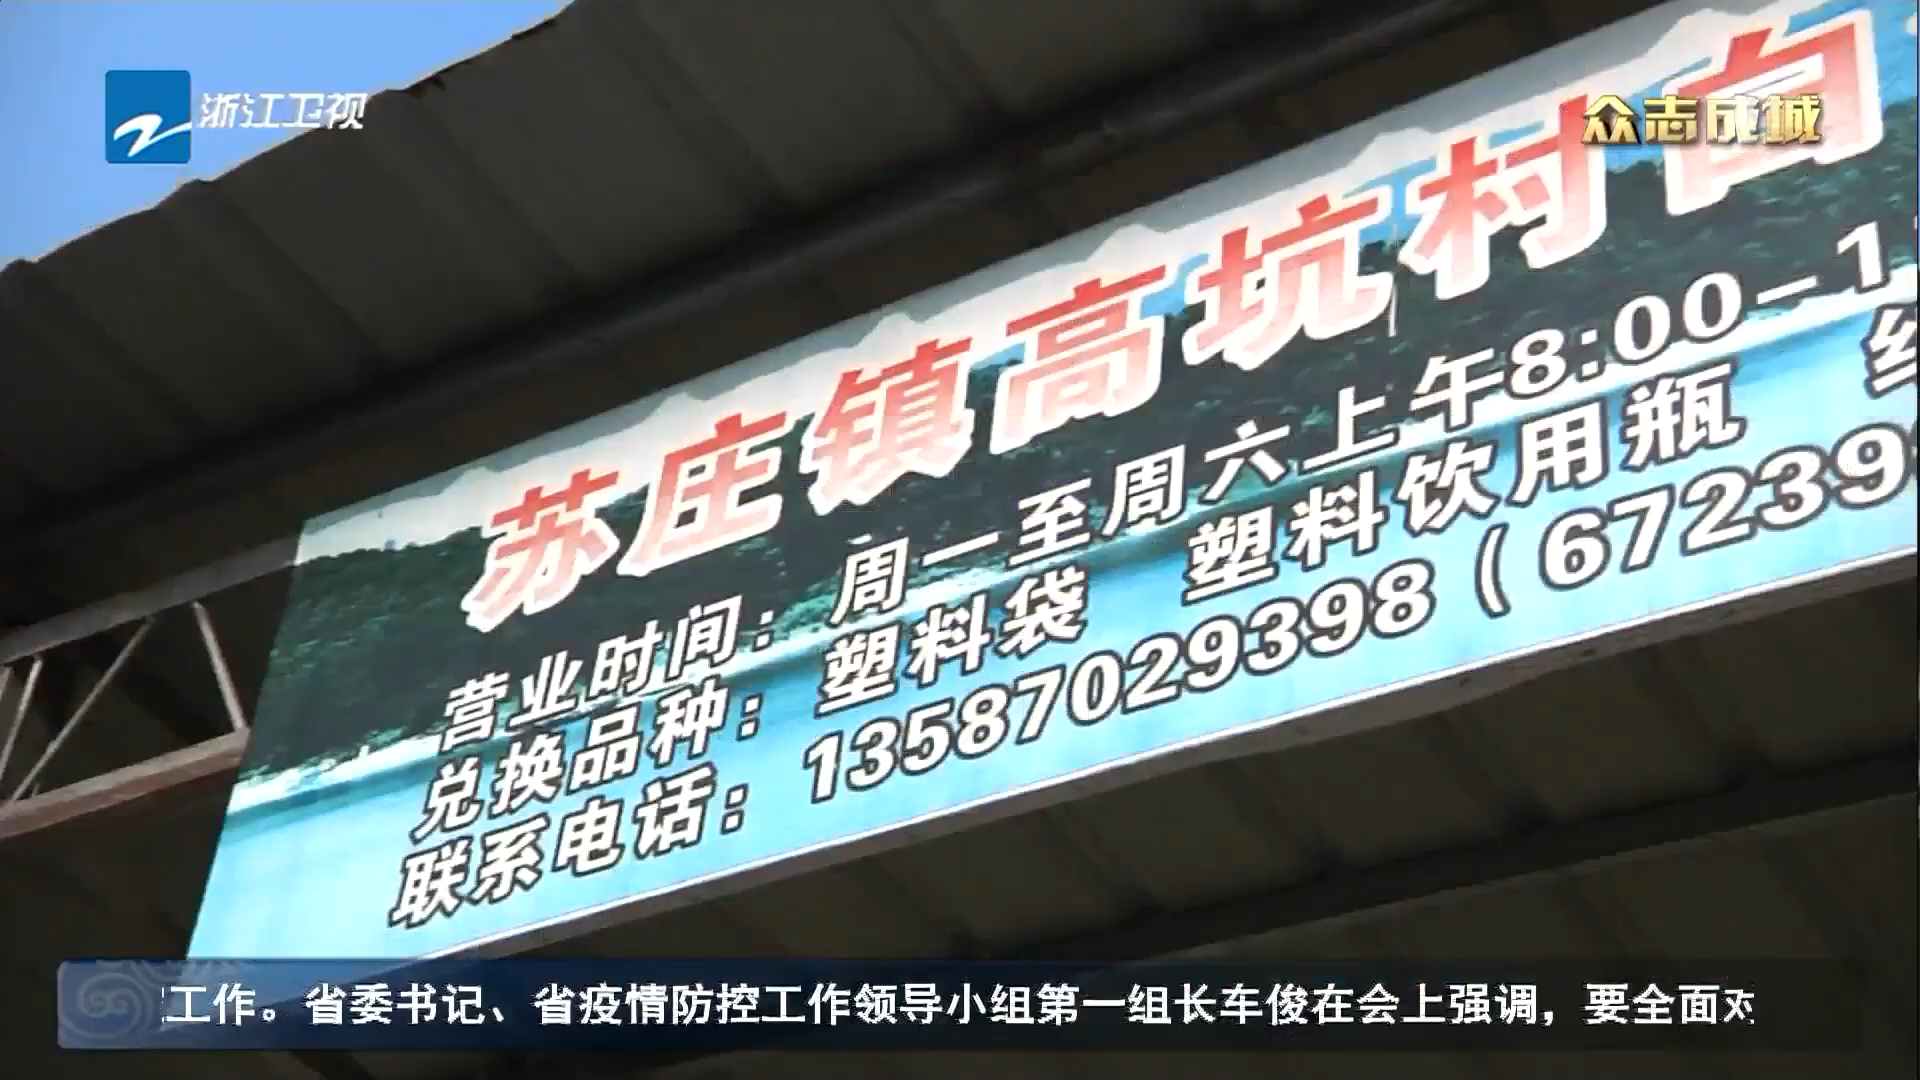 浙江卫视
众志成城
苏庄镇高坑村白
营业时间：周一至周六上午8:00-1
兑换品种：塑料袋 塑料饮用瓶
联系电话：13587029398（67239
工作。省委书记、省疫情防控工作领导小组第一组长车俊在会上强调，要全面对